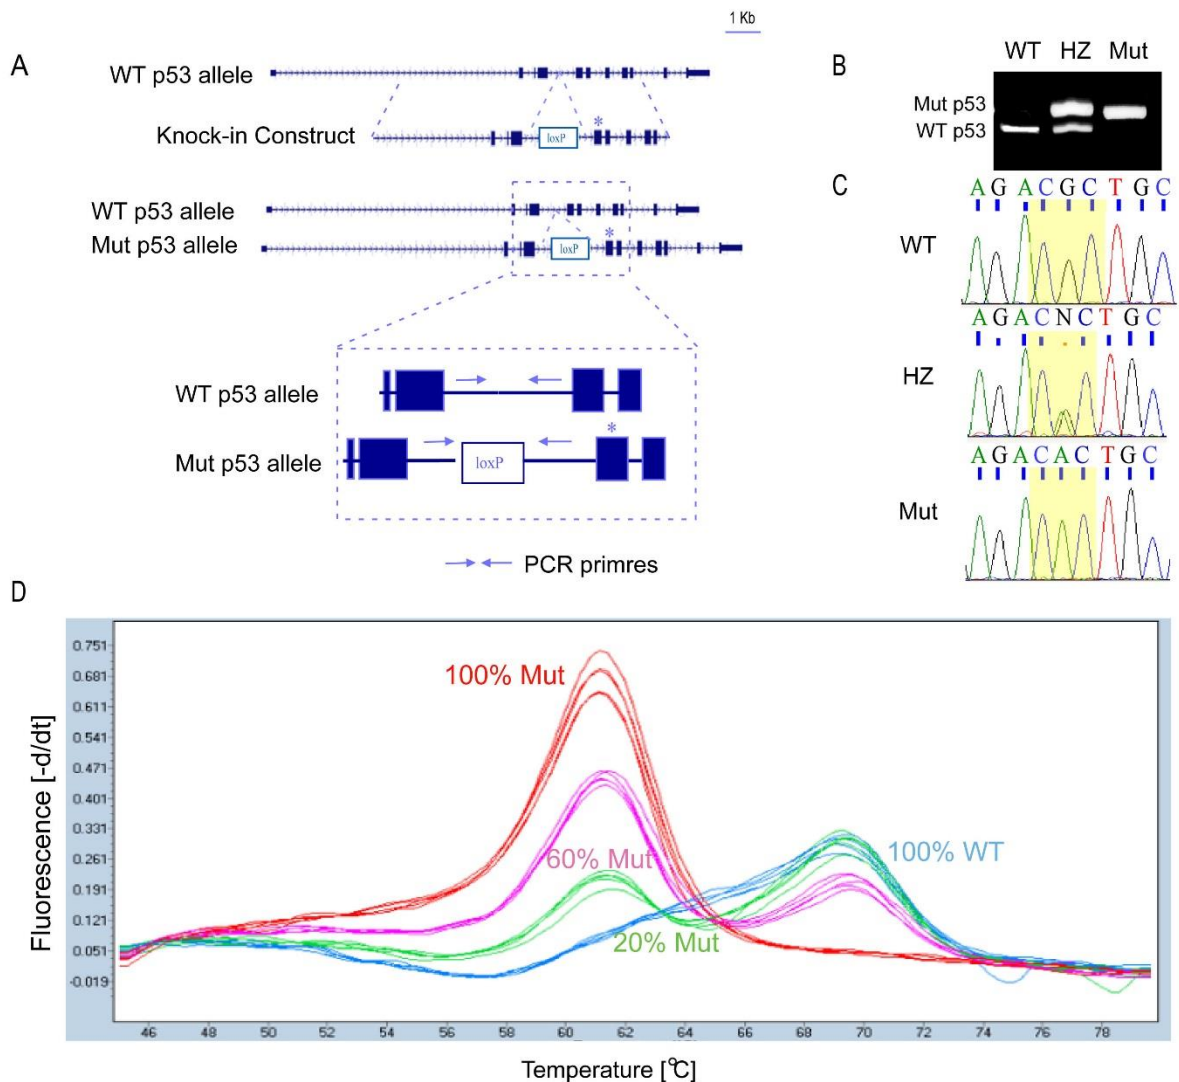 1 Kb
A
WT p53 allele
Knock-in Construct
*
loxP
WT p53 allele
Mut p53 allele
*
loxP
WT p53 allele
*
Mut p53 allele
loxP
PCR primres
B
WT HZ Mut
Mut p53
WT p53
C
A G A C G C T G C
WT
A G A C N C T G C
HZ
A G A C A C T G C
Mut
D
0.751
0.681
0.611
0.541
0.471
0.401
0.331
0.261
0.191
0.121
0.051
-0.019
Fluorescence [-d/dt]
100% Mut
60% Mut
20% Mut
100% WT
46 48 50 52 54 56 58 60 62 64 66 68 70 72 74 76 78
Temperature [°C]